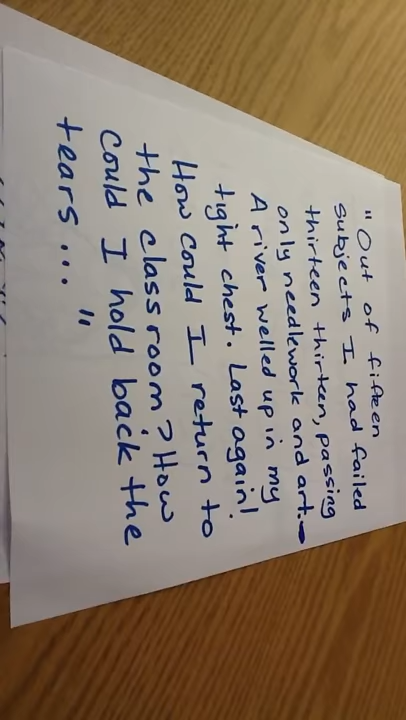 "Out of fifteen
subjects I had failed
thirteen thirteen, passing
only needlework and art.
A river welled up in my
tight chest. Last again!
How could I return to
the classroom? How
could I hold back the
tears... "